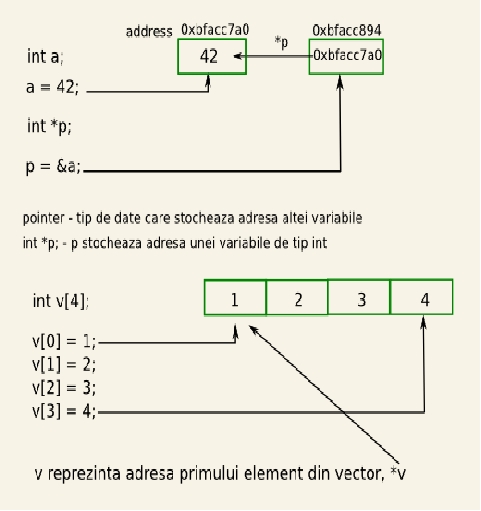 address 0xbfacc7a0 0xbfacc894
int a; 42 *p 0xbfacc7a0
a = 42;
int *p;
p = &a;
pointer - tip de date care stocheaza adresa altei variabile
int *p; - p stocheaza adresa unei variabile de tip int
int v[4]; 1 2 3 4
v[0] = 1;
v[1] = 2;
v[2] = 3;
v[3] = 4;
v reprezinta adresa primului element din vector, *v